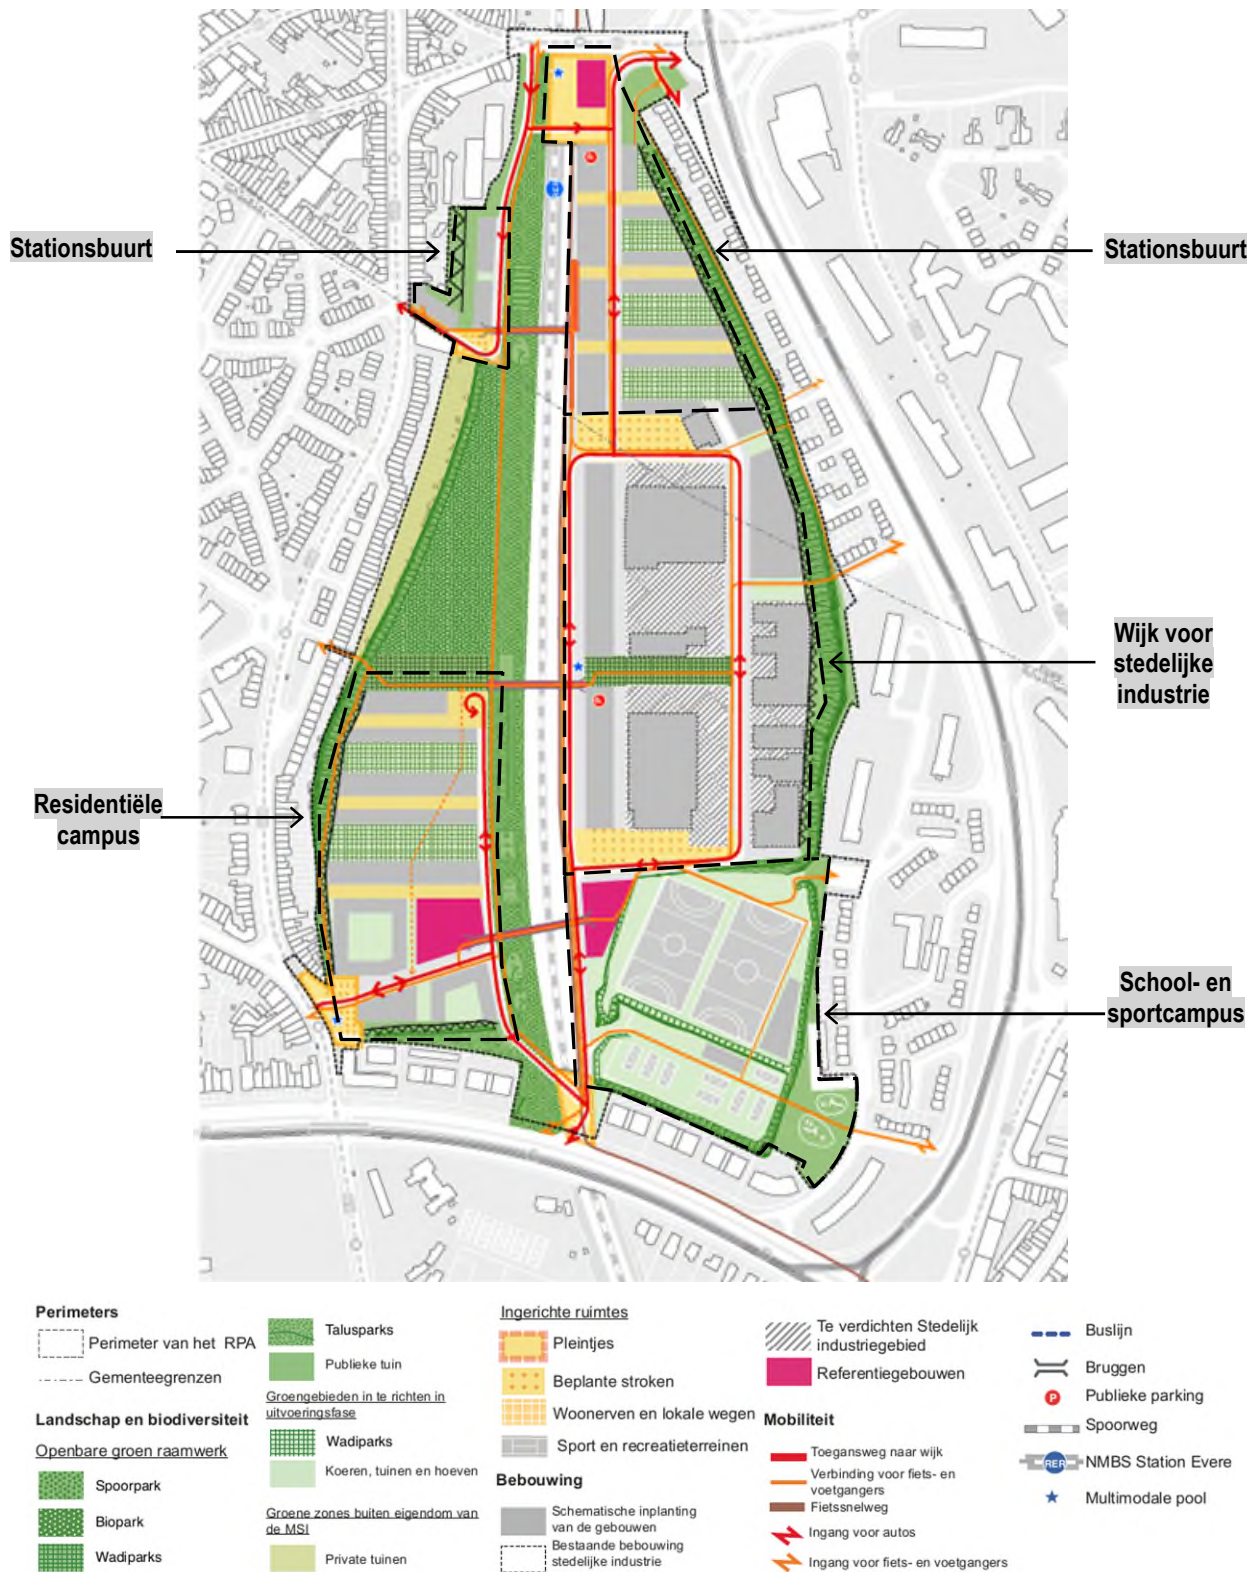 Stationsbuurt
Stationsbuurt
Wijk voor
stedelijke
industrie
Residentiële
campus
School- en
sportcampus
RER
P
P
Perimeters
Perimeter van het RPA
Gemeenteegrenzen
Landschap en biodiversiteit
Openbare groen raamwerk
Spoorpark
Biopark
Wadiparks
Talusparks
Publieke tuin
Groengebieden in te richten in
uitvoeringsfase
Wadiparks
Koeren, tuinen en hoeven
Groene zones buiten eigendom van
de MSI
Private tuinen
Ingerichte ruimtes
Pleintjes
Beplante stroken
Woonerven en lokale wegen
Sport en recreatieterreinen
Bebouwing
Schematische inplanting
van de gebouwen
Bestaande bebouwing
stedelijke industrie
Te verdichten Stedelijk
industriegebied
Referentiegebouwen
Mobiliteit
Toegansweg naar wijk
Verbinding voor fiets- en
voetgangers
Fietssnelweg
Ingang voor autos
Ingang voor fiets- en voetgangers
Buslijn
Bruggen
P Publieke parking
Spoorweg
RER NMBS Station Evere
Multimodale pool